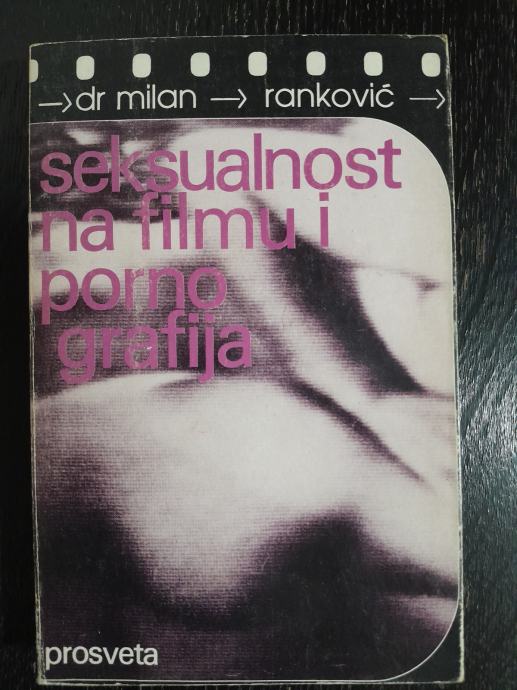 dr milan ranković
seksualnost
na filmu i
porno
grafija
prosveta